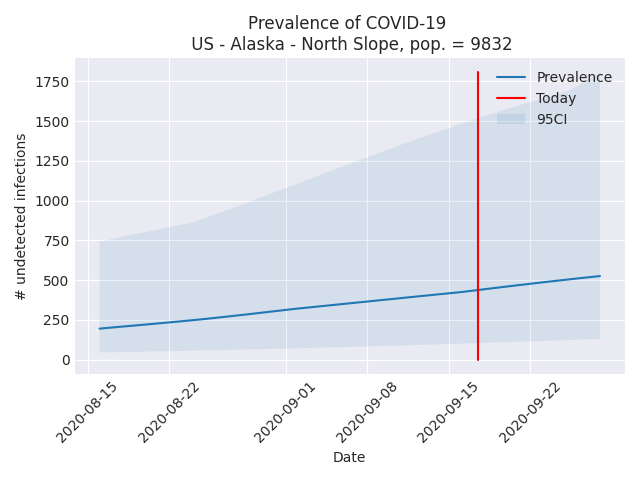 Prevalence of COVID-19
US - Alaska - North Slope, pop. = 9832
Prevalence
Today
95CI
# undetected infections
1750
1500
1250
1000
750
500
250
0
2020-08-15
2020-08-22
2020-09-01
2020-09-08
2020-09-15
2020-09-22
Date